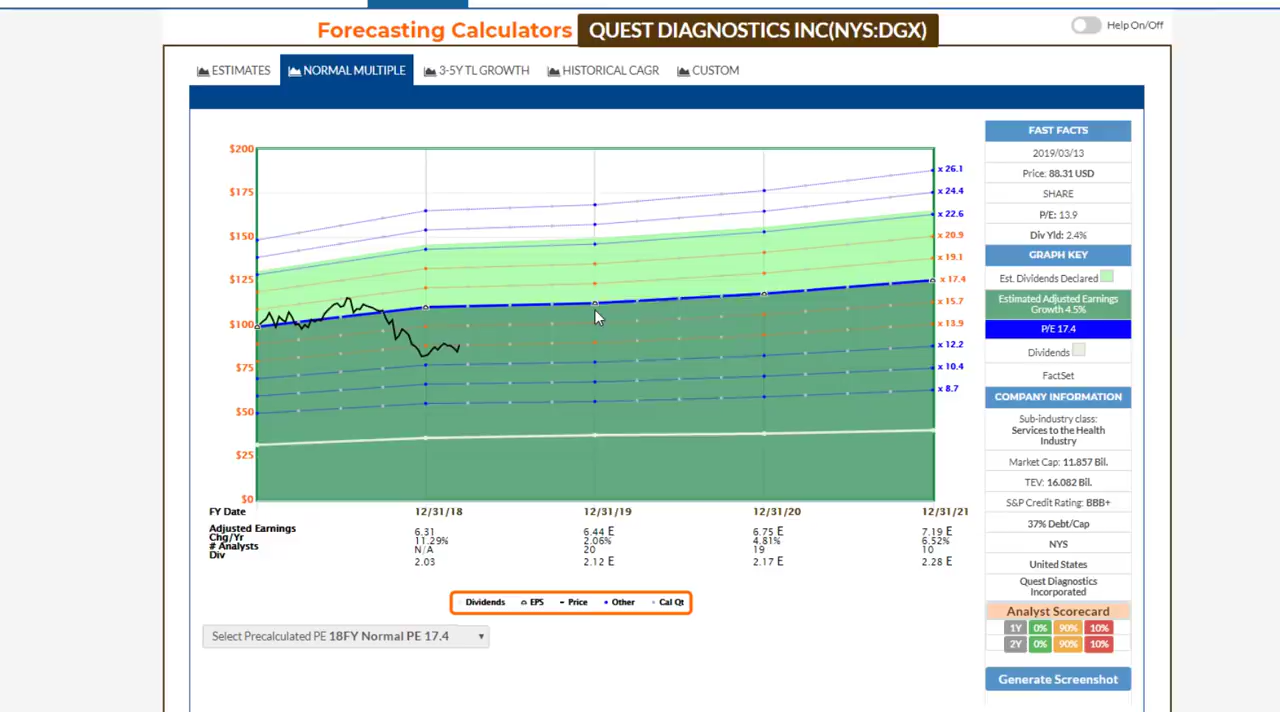 Forecasting Calculators QUEST DIAGNOSTICS INC(NYS:DGX)
Help On/Off
ESTIMATES NORMAL MULTIPLE 3-5Y TL GROWTH HISTORICAL CAGR CUSTOM
$200
$175
$150
$125
$100
$75
$50
$25
$0
x 26.1
x 24.4
x 22.6
x 20.9
x 19.1
x 17.4
x 15.7
x 13.9
x 12.2
x 10.4
x 8.7
FY Date 12/31/18 12/31/19 12/31/20 12/31/21
Adjusted Earnings 6.31 6.44 E 6.75 E 7.19 E
Chg/Yr 11.29% 2.06% 4.81% 6.52%
# Analysts N/A 20 19 10
Div 2.03 2.12 E 2.17 E 2.28 E
Dividends EPS Price Other Cal Qt
Select Precalculated PE 18FY Normal PE 17.4
FAST FACTS
2019/03/13
Price: 88.31 USD
SHARE
P/E: 13.9
Div Yld: 2.4%
GRAPH KEY
Est. Dividends Declared
Estimated Adjusted Earnings
Growth 4.5%
P/E 17.4
Dividends
FactSet
COMPANY INFORMATION
Sub-industry class:
Services to the Health
Industry
Market Cap: 11.857 Bil.
TEV: 16.082 Bil.
S&P Credit Rating: BBB+
37% Debt/Cap
NYS
United States
Quest Diagnostics
Incorporated
Analyst Scorecard
1Y 0% 90% 10%
2Y 0% 90% 10%
Generate Screenshot